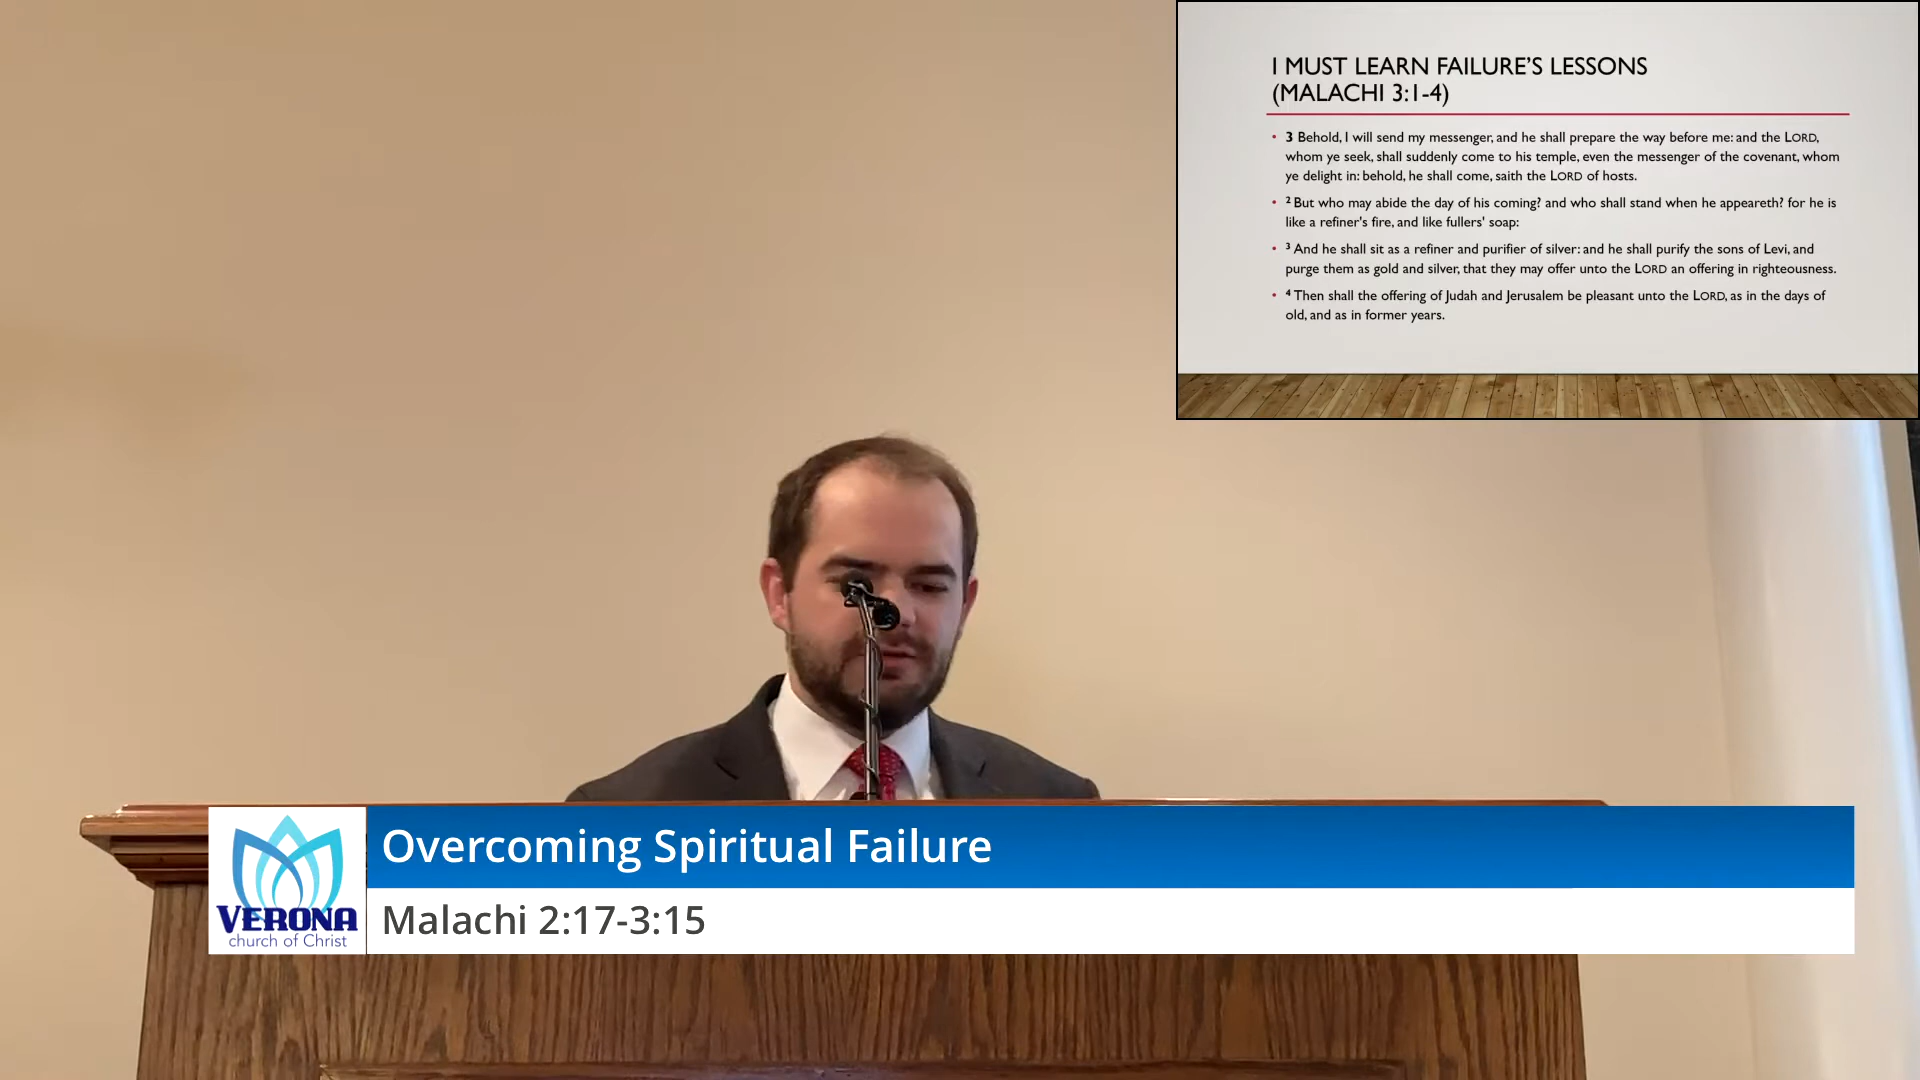 I MUST LEARN FAILURE’S LESSONS
(MALACHI 3:1-4)
• 3 Behold, I will send my messenger, and he shall prepare the way before me: and the LORD,
whom ye seek, shall suddenly come to his temple, even the messenger of the covenant, whom
ye delight in: behold, he shall come, saith the LORD of hosts.
• ² But who may abide the day of his coming? and who shall stand when he appeareth? for he is
like a refiner's fire, and like fullers' soap:
• ³ And he shall sit as a refiner and purifier of silver: and he shall purify the sons of Levi, and
purge them as gold and silver, that they may offer unto the LORD an offering in righteousness.
• ⁴ Then shall the offering of Judah and Jerusalem be pleasant unto the LORD, as in the days of
old, and as in former years.
Overcoming Spiritual Failure
VERONA
church of Christ
Malachi 2:17-3:15